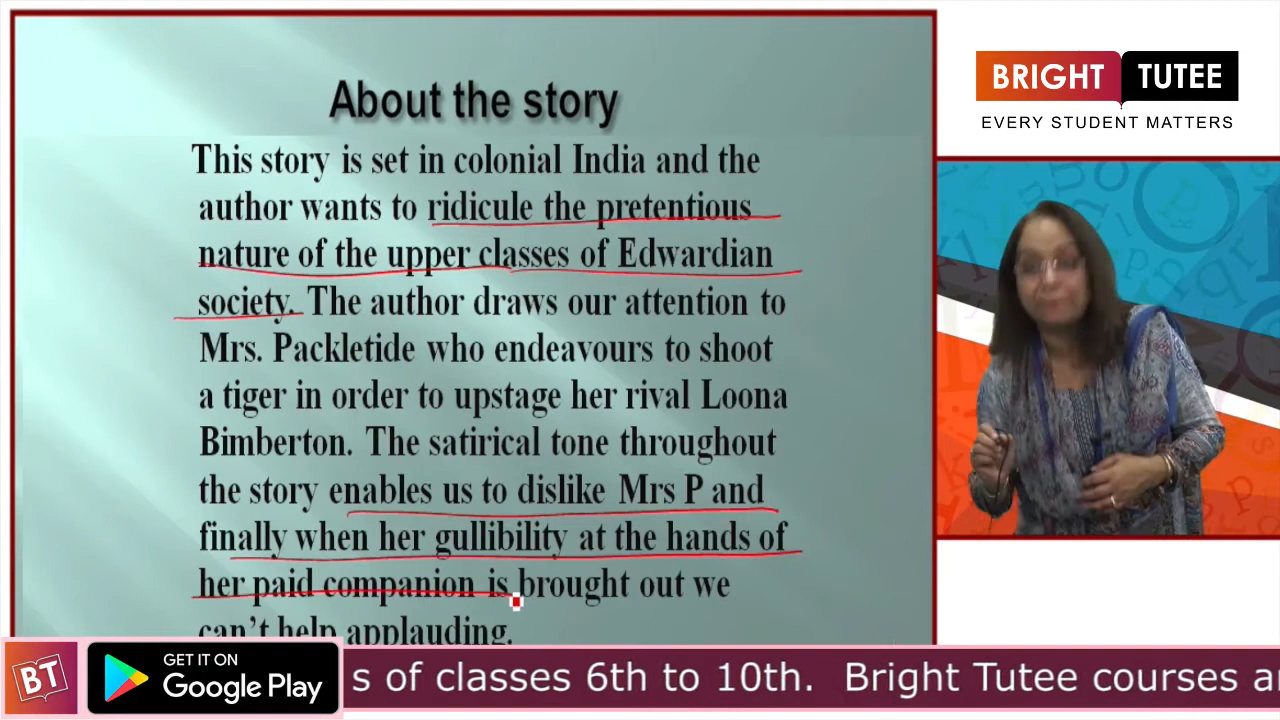 About the story
This story is set in colonial India and the
author wants to ridicule the pretentious
nature of the upper classes of Edwardian
society. The author draws our attention to
Mrs. Packletide who endeavours to shoot
a tiger in order to upstage her rival Loona
Bimberton. The satirical tone throughout
the story enables us to dislike Mrs P and
finally when her gullibility at the hands of
her paid companion is brought out we
can't help applauding.
BRIGHT TUTEE
EVERY STUDENT MATTERS
BT
GET IT ON
Google Play
s of classes 6th to 10th. Bright Tutee courses a